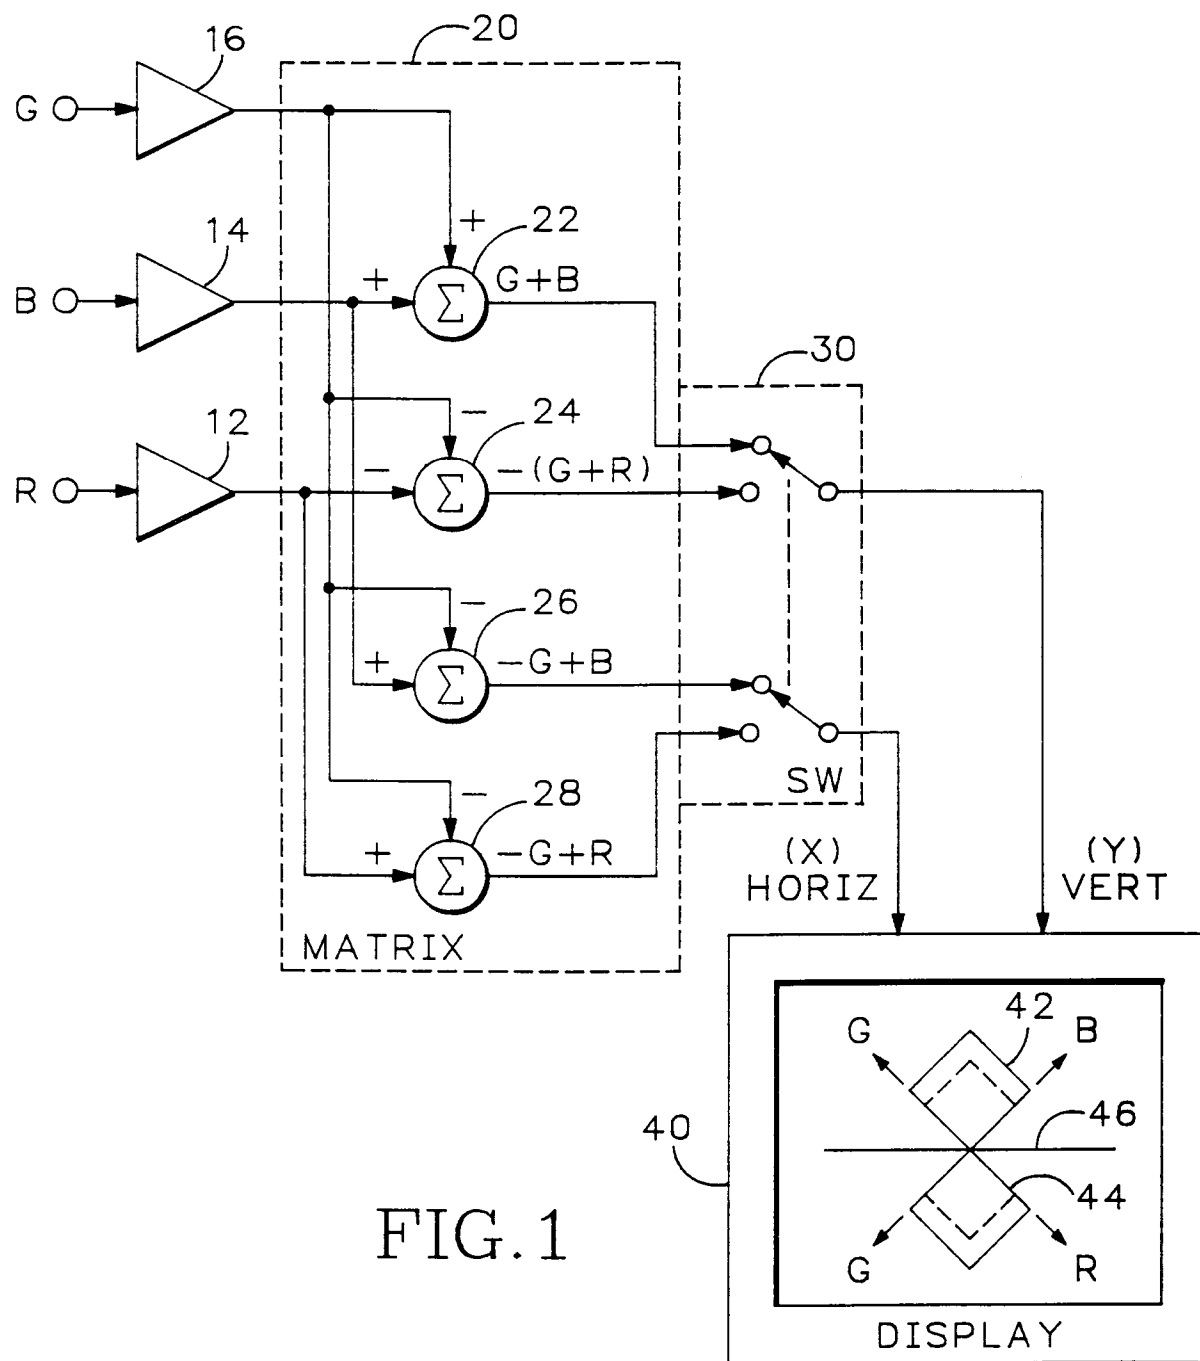 20
16
G
14
+
22
B
+
Σ
G+B
30
12
−
24
R
−
Σ
−(G+R)
−
26
+
Σ
−G+B
SW
−
28
+
Σ
−G+R
(X)
HORIZ
(Y)
VERT
MATRIX
42
G
B
40
46
44
G
R
DISPLAY
FIG.1